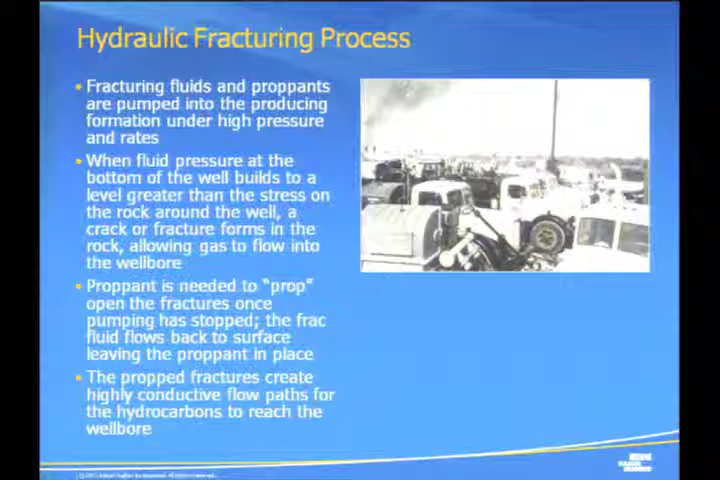 Hydraulic Fracturing Process
• Fracturing fluids and proppants
are pumped into the producing
formation under high pressure
and rates
• When fluid pressure at the
bottom of the well builds to a
level greater than the stress on
the rock around the well, a
crack or fracture forms in the
rock, allowing gas to flow into
the wellbore
• Proppant is needed to “prop”
open the fractures once
pumping has stopped; the frac
fluid flows back to surface
leaving the proppant in place
• The propped fractures create
highly conductive flow paths for
the hydrocarbons to reach the
wellbore